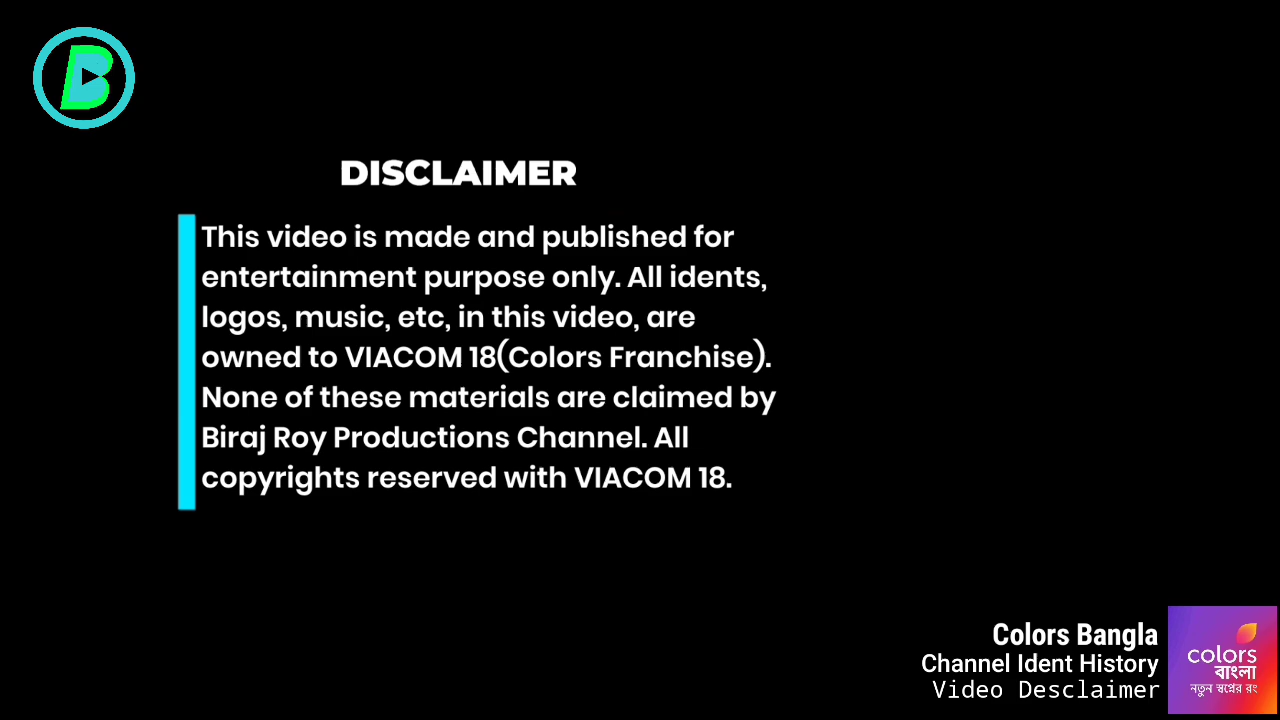 B
DISCLAIMER
This video is made and published for
entertainment purpose only. All idents,
logos, music, etc, in this video, are
owned to VIACOM 18(Colors Franchise).
None of these materials are claimed by
Biraj Roy Productions Channel. All
copyrights reserved with VIACOM 18.
Colors Bangla
Channel Ident History
Video Desclaimer
colors
বাংলা
নতুন স্বপ্নের রং